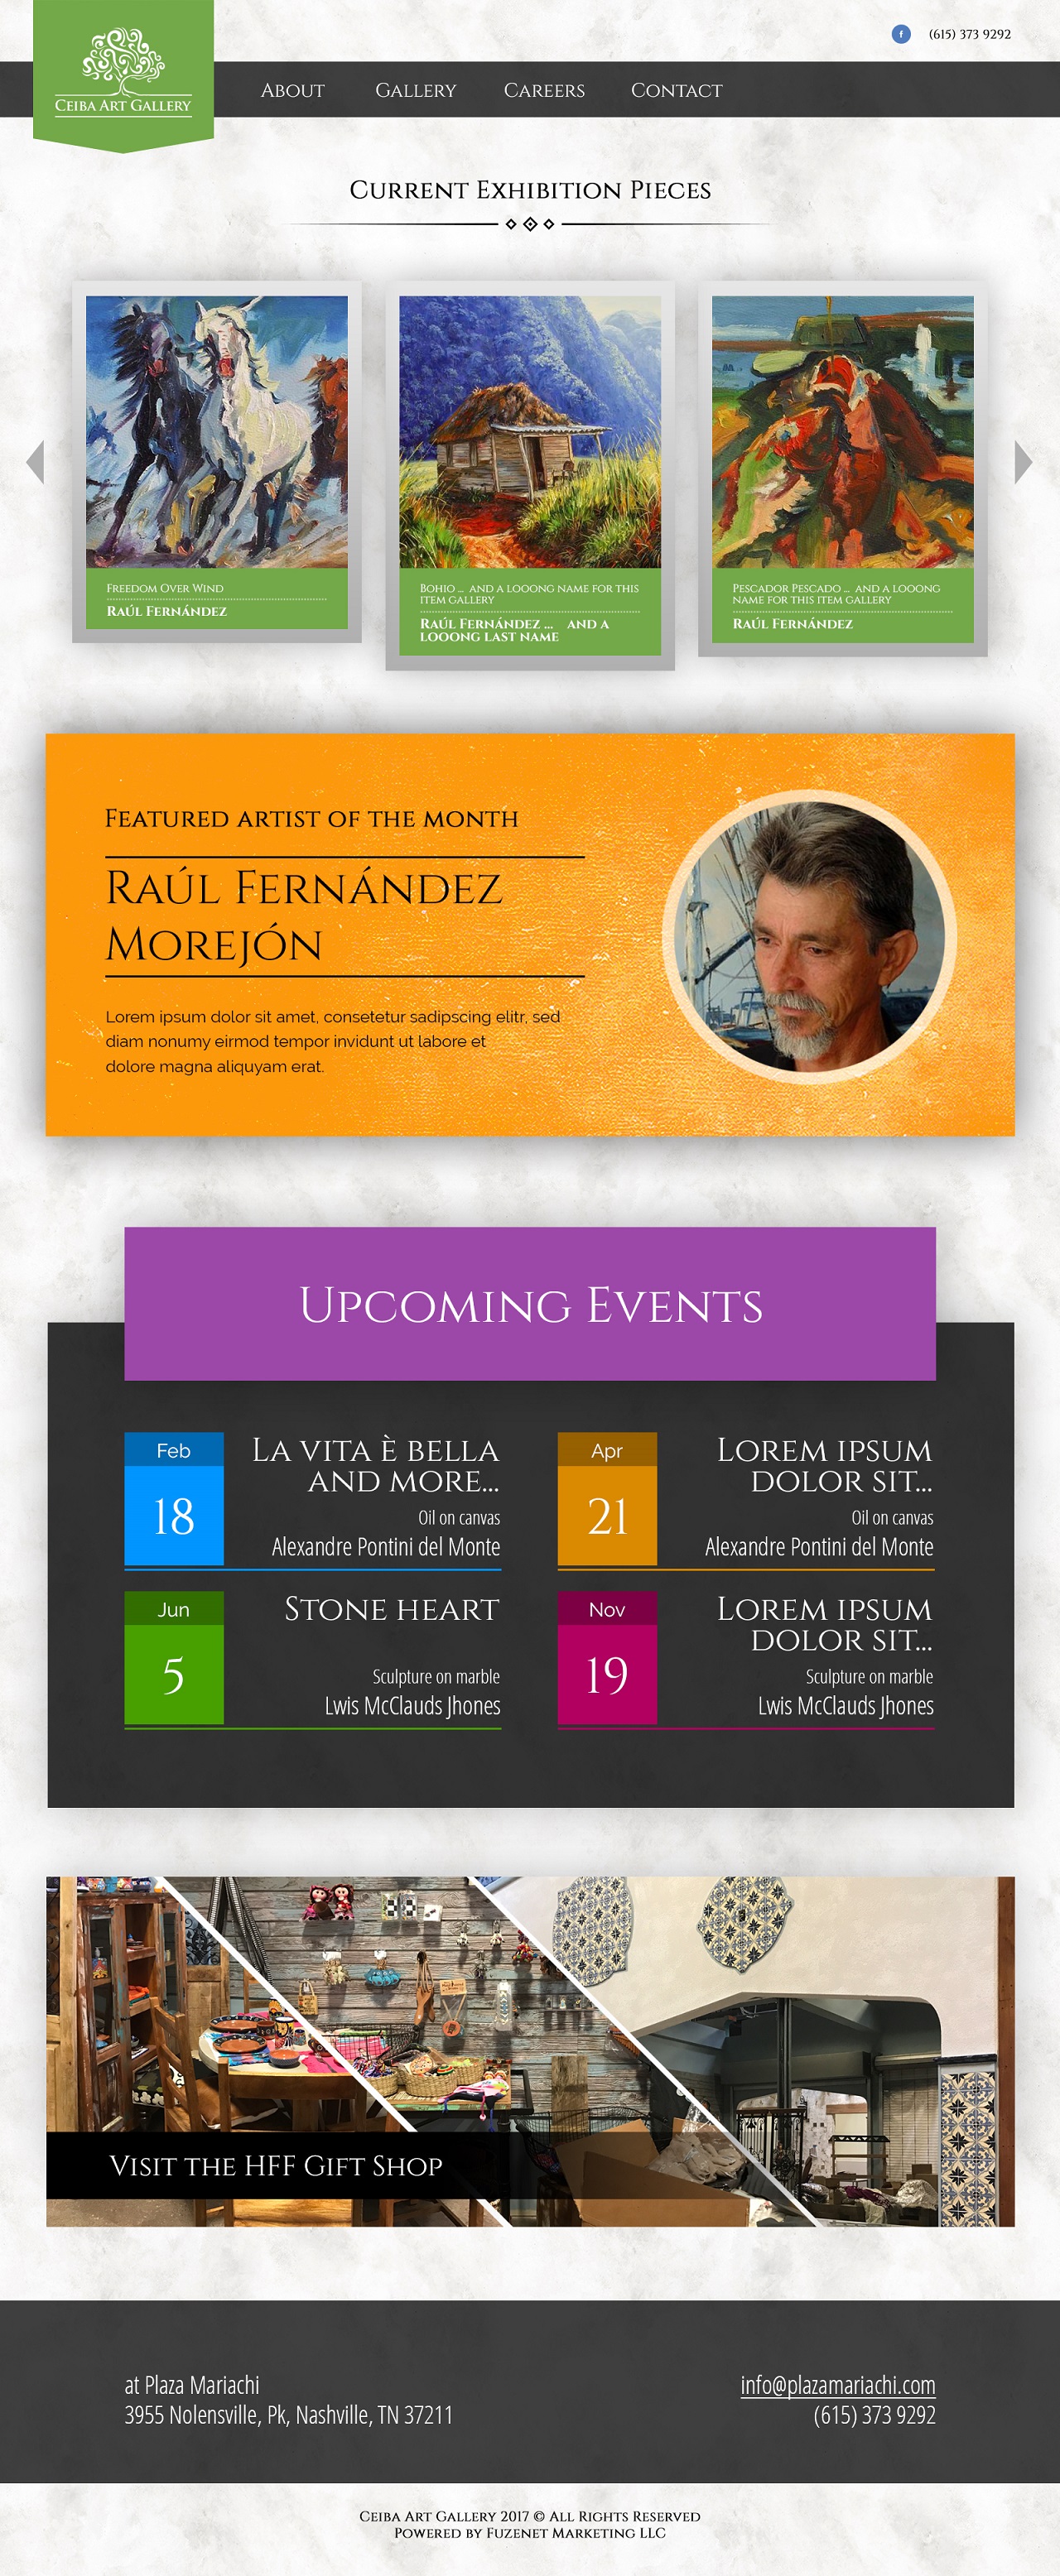 (615) 373 9292
Ceiba Art Gallery
About Gallery Careers Contact
Current Exhibition Pieces
Freedom Over Wind
Raúl Fernández
Bohio ... and a looong name for this
item gallery
Raúl Fernández ... and a
looong last name
Pescador Pescado ... and a looong
name for this item gallery
Raúl Fernández
Featured artist of the month
Raúl Fernández
Morejón
Lorem ipsum dolor sit amet, consetetur sadipscing elitr, sed
diam nonumy eirmod tempor invidunt ut labore et
dolore magna aliquyam erat.
Upcoming Events
Feb
18
La vita è bella
and more...
Oil on canvas
Alexandre Pontini del Monte
Apr
21
Lorem ipsum
dolor sit...
Oil on canvas
Alexandre Pontini del Monte
Jun
5
Stone heart
Sculpture on marble
Lwis McClauds Jhones
Nov
19
Lorem ipsum
dolor sit...
Sculpture on marble
Lwis McClauds Jhones
Visit the HFF Gift Shop
at Plaza Mariachi
3955 Nolensville, Pk, Nashville, TN 37211
info@plazamariachi.com
(615) 373 9292
Ceiba Art Gallery 2017 © All Rights Reserved
Powered by Fuzenet Marketing LLC